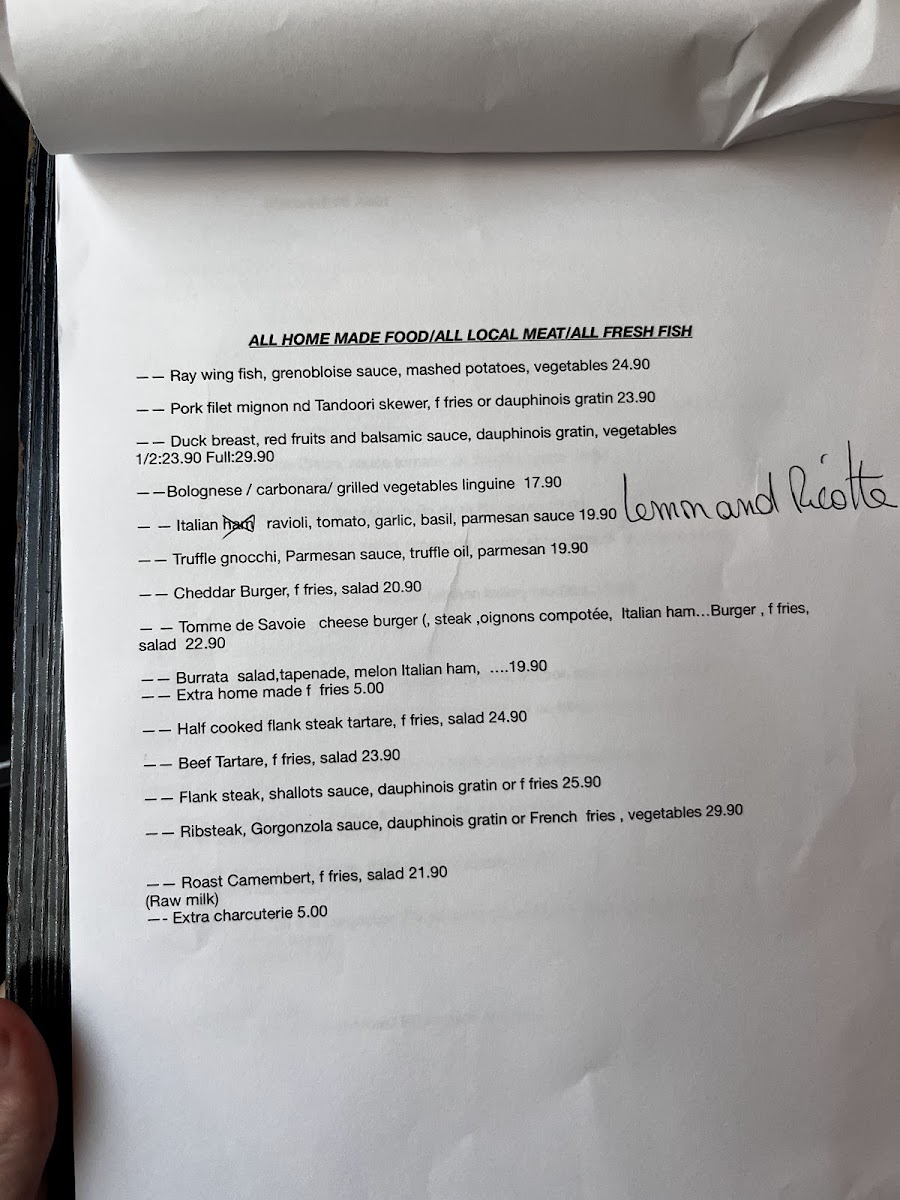 ALL HOME MADE FOOD/ALL LOCAL MEAT/ALL FRESH FISH
— — Ray wing fish, grenobloise sauce, mashed potatoes, vegetables 24.90
— — Pork filet mignon nd Tandoori skewer, f fries or dauphinois gratin 23.90
— — Duck breast, red fruits and balsamic sauce, dauphinois gratin, vegetables
1/2:23.90 Full:29.90
— —Bolognese / carbonara/ grilled vegetables linguine 17.90
— — Italian ravioli, tomato, garlic, basil, parmesan sauce 19.90 Lemon and Ricotta
— — Truffle gnocchi, Parmesan sauce, truffle oil, parmesan 19.90
— — Cheddar Burger, f fries, salad 20.90
— — Tomme de Savoie cheese burger (, steak ,oignons compotée, Italian ham...Burger , f fries,
salad 22.90
— — Burrata salad,tapenade, melon Italian ham, ....19.90
— — Extra home made f fries 5.00
— — Half cooked flank steak tartare, f fries, salad 24.90
— — Beef Tartare, f fries, salad 23.90
— — Flank steak, shallots sauce, dauphinois gratin or f fries 25.90
— — Ribsteak, Gorgonzola sauce, dauphinois gratin or French fries , vegetables 29.90
— — Roast Camembert, f fries, salad 21.90
(Raw milk)
—- Extra charcuterie 5.00